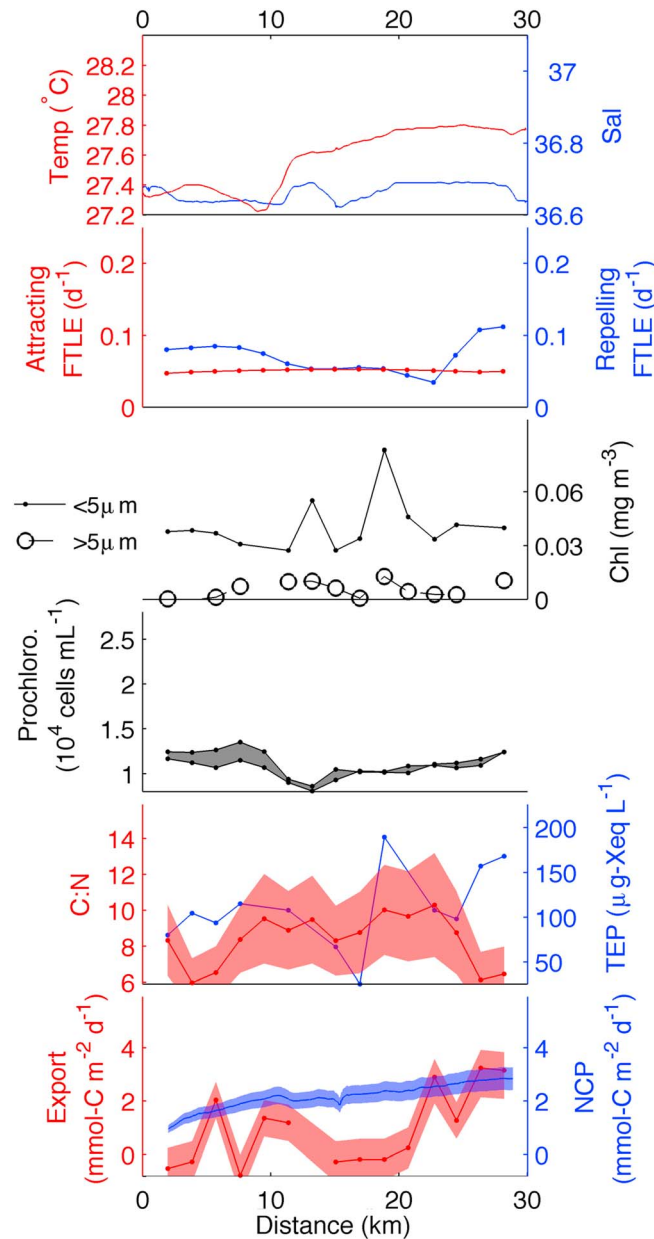 0 10 20 30
28.2
28
27.8
27.6
27.4
27.2
Temp (°C)
37
36.8
36.6
Sal
0.2
0.1
0
Attracting
FTLE (d-1)
0.2
0.1
0
Repelling
FTLE (d-1)
<5μm
>5μm
0.06
0.03
0
Chl (mg m-3)
2.5
2
1.5
1
Prochloro.
(10^4 cells mL-1)
14
12
10
8
6
C:N
200
150
100
50
TEP (μg-Xeq L-1)
4
2
0
Export
(mmol-C m-2 d-1)
4
2
0
NCP
(mmol-C m-2 d-1)
0 10 20 30
Distance (km)